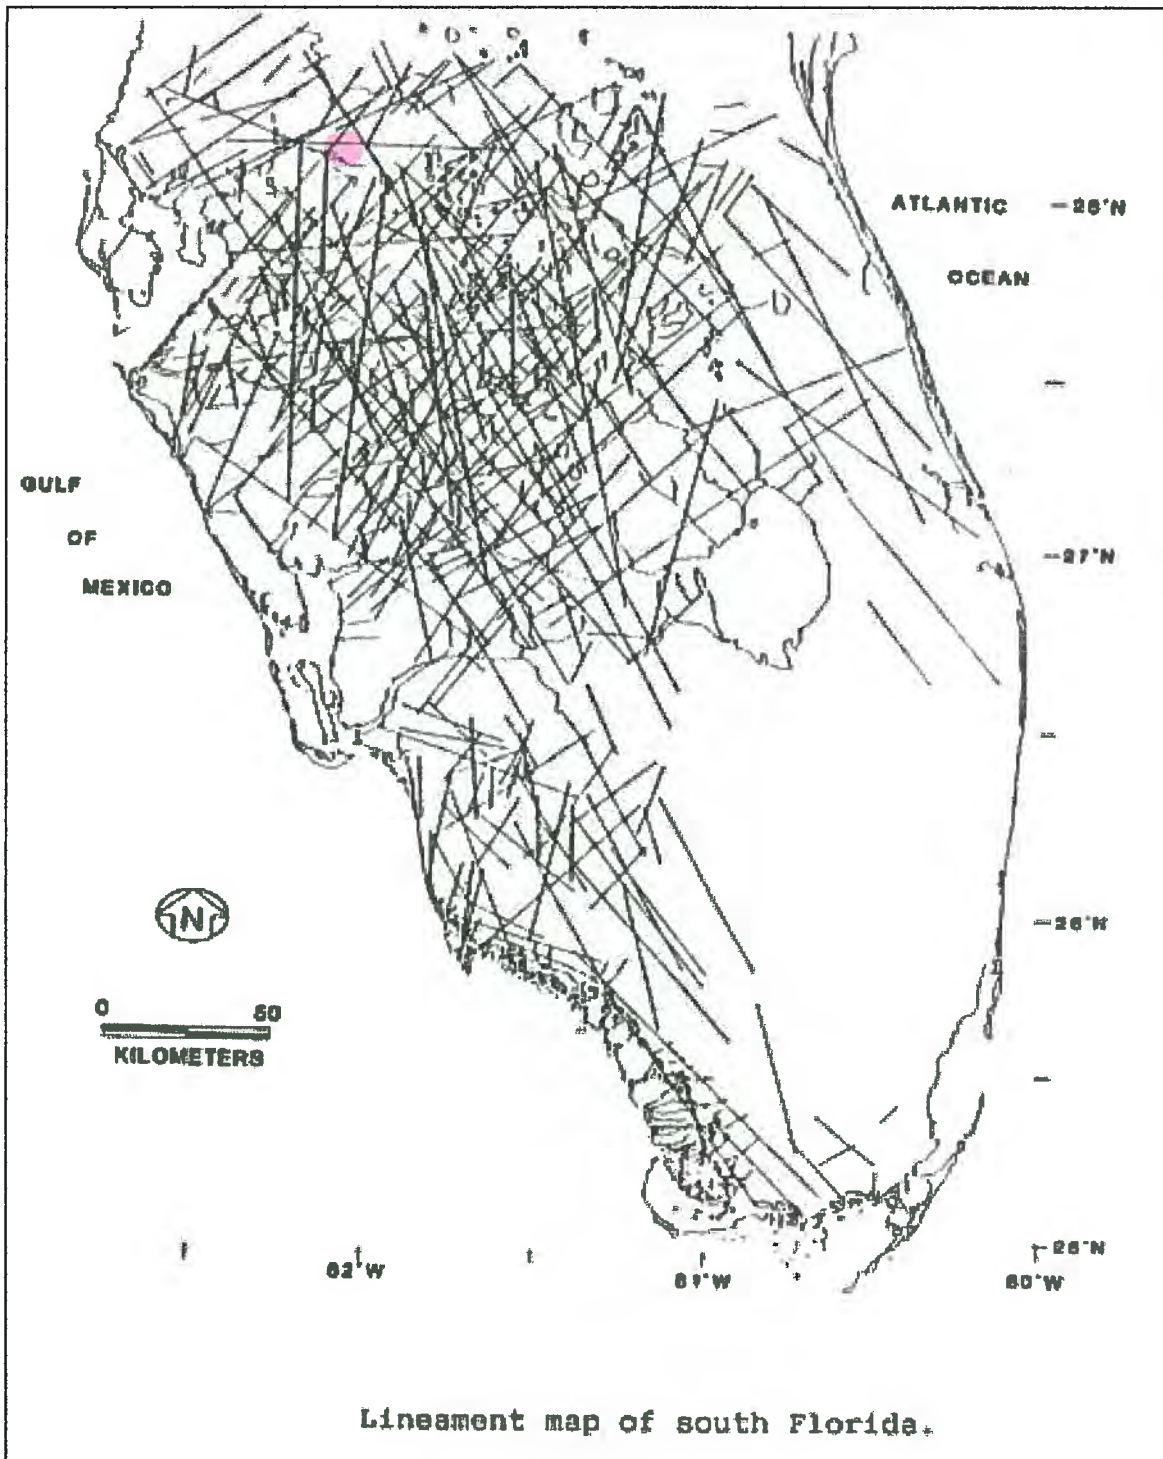 ATLANTIC
OCEAN
28°N
GULF
OF
MEXICO
27°N
N
26°N
0 50
KILOMETERS
25°N
82°W
81°W
80°W
Lineament map of south Florida.